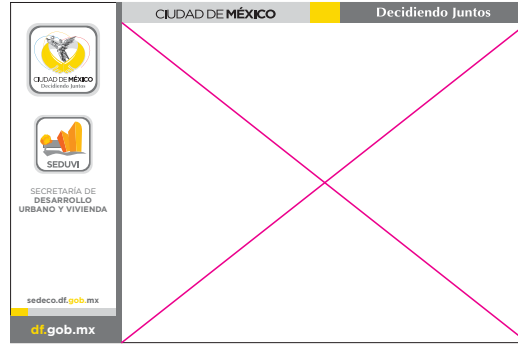 CIUDAD DE MÉXICO
Decidiendo Juntos
CIUDAD DE MÉXICO
Decidiendo Juntos
SEDUVI
SECRETARÍA DE
DESARROLLO
URBANO Y VIVIENDA
sedeco.df.gob.mx
df.gob.mx